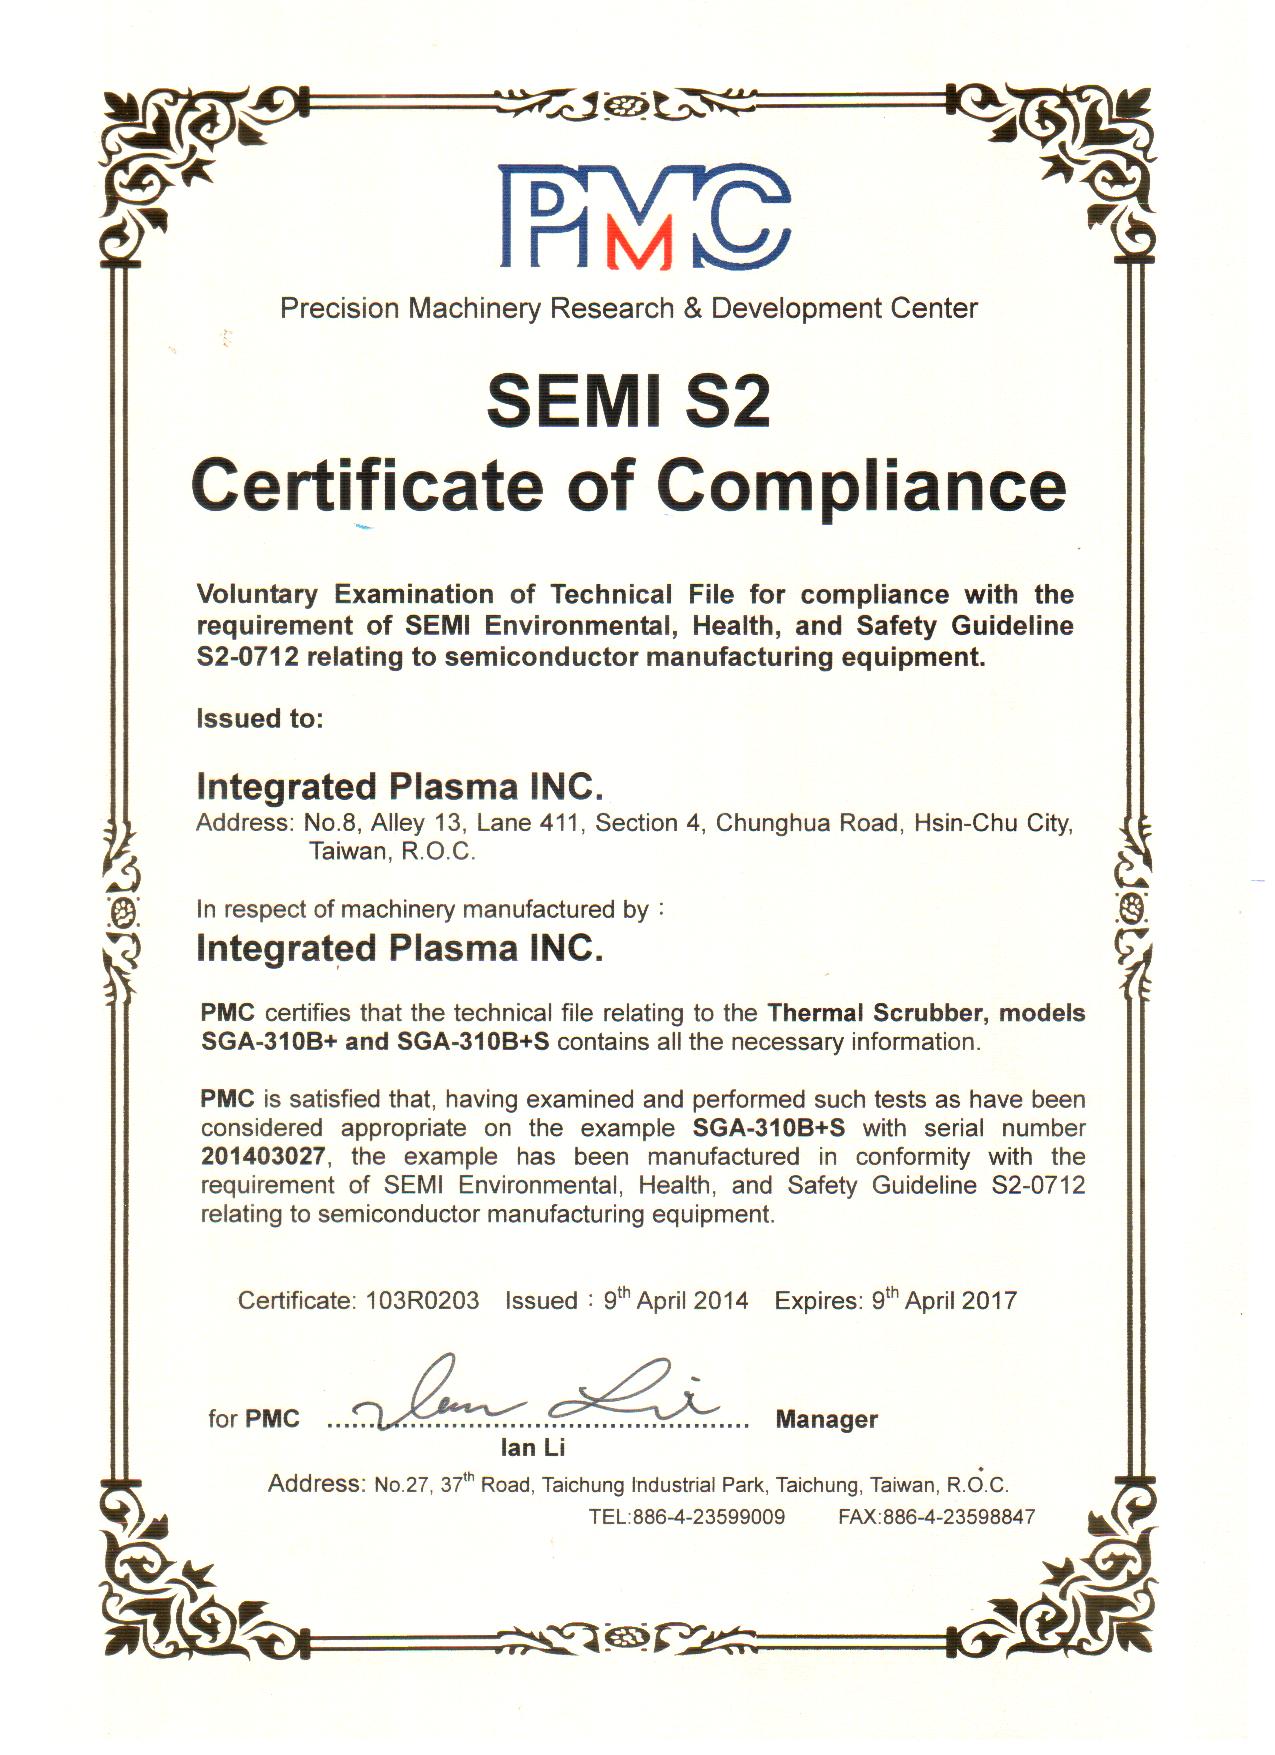 PMC
Precision Machinery Research & Development Center
SEMI S2
Certificate of Compliance
Voluntary Examination of Technical File for compliance with the
requirement of SEMI Environmental, Health, and Safety Guideline
S2-0712 relating to semiconductor manufacturing equipment.
Issued to:
Integrated Plasma INC.
Address: No.8, Alley 13, Lane 411, Section 4, Chunghua Road, Hsin-Chu City,
Taiwan, R.O.C.
In respect of machinery manufactured by：
Integrated Plasma INC.
PMC certifies that the technical file relating to the Thermal Scrubber, models
SGA-310B+ and SGA-310B+S contains all the necessary information.
PMC is satisfied that, having examined and performed such tests as have been
considered appropriate on the example SGA-310B+S with serial number
201403027, the example has been manufactured in conformity with the
requirement of SEMI Environmental, Health, and Safety Guideline S2-0712
relating to semiconductor manufacturing equipment.
Certificate: 103R0203 Issued：9th April 2014 Expires: 9th April 2017
for PMC Ian Li Manager
Ian Li
Address: No.27, 37th Road, Taichung Industrial Park, Taichung, Taiwan, R.O.C.
TEL:886-4-23599009 FAX:886-4-23598847